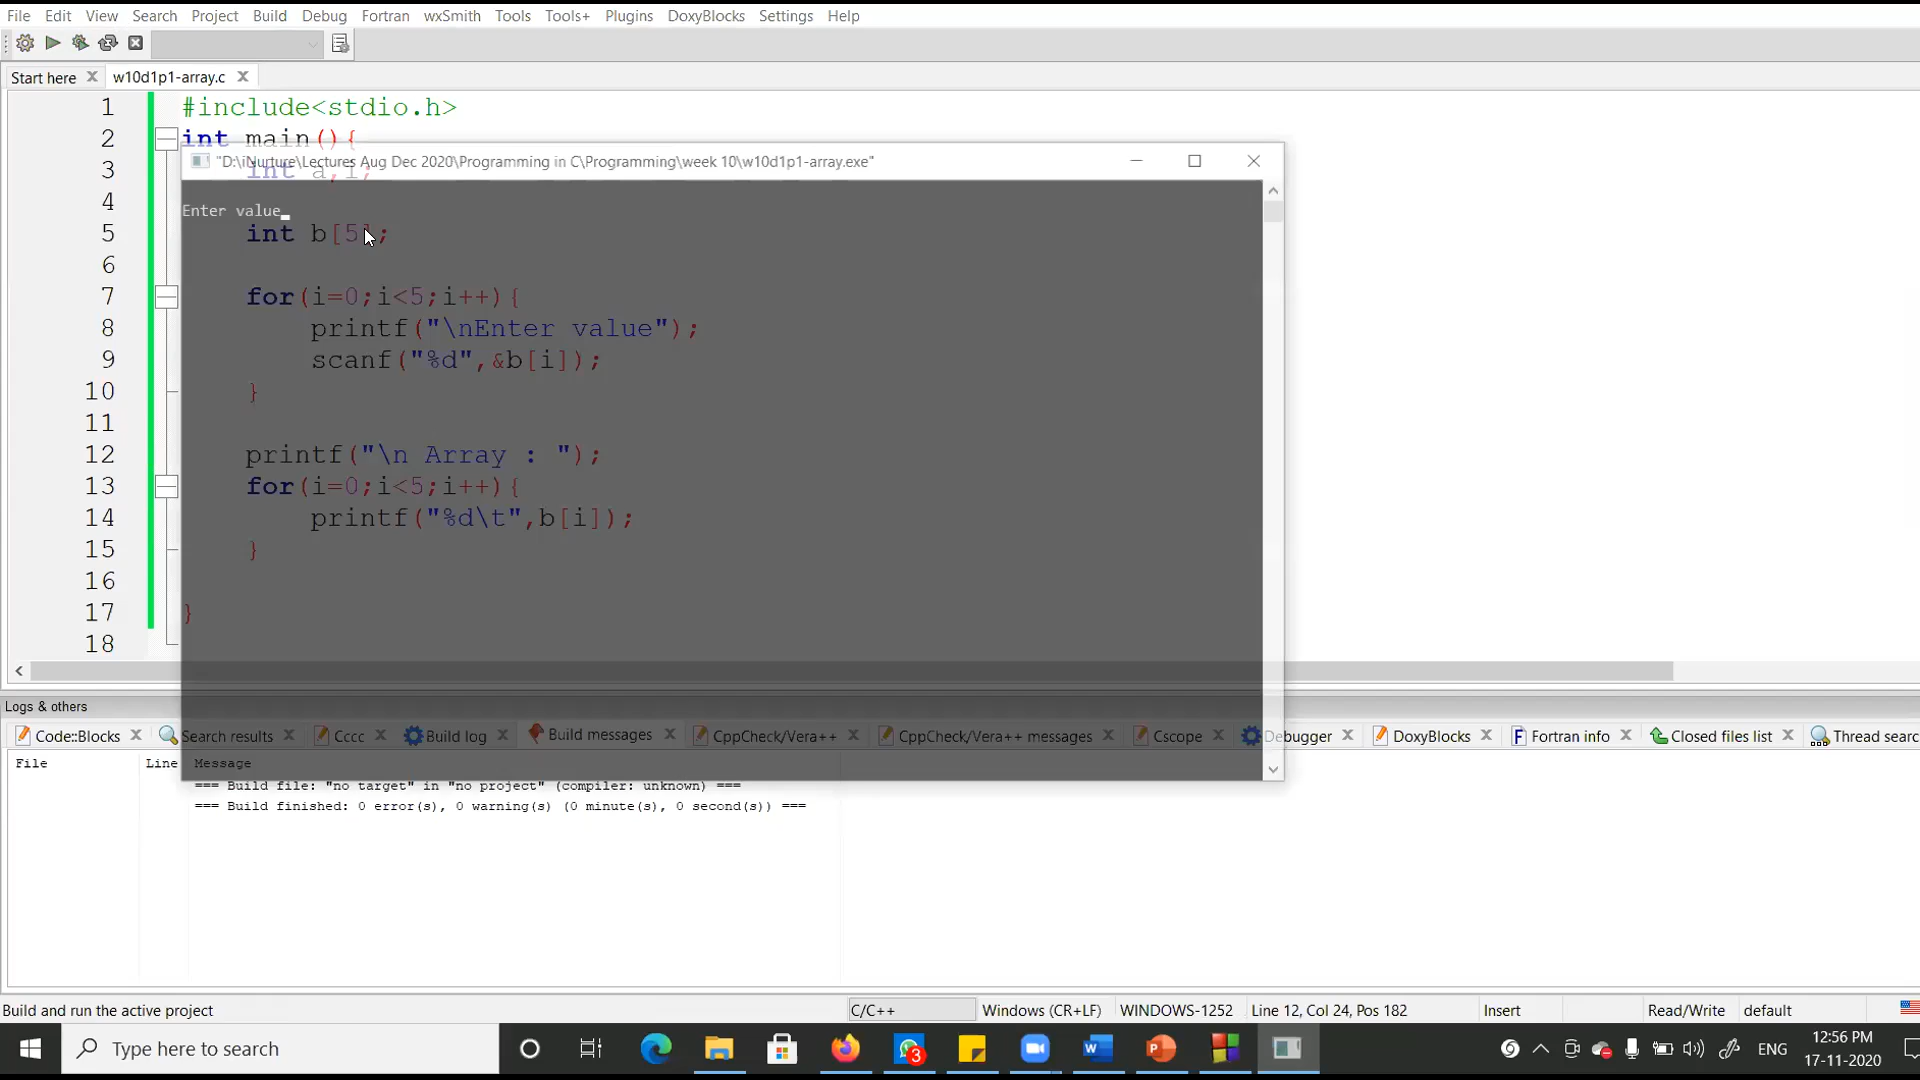 File Edit View Search Project Build Debug Fortran wxSmith Tools Tools+ Plugins DoxyBlocks Settings Help
Start here w10d1p1-array.c
1 #include<stdio.h>
2 int main(){
"D:\iNurture\Lectures Aug Dec 2020\Programming in C\Programming\week 10\w10d1p1-array.exe"
3 int a,i;
4
Enter value
5 int b[5];
6
7 for(i=0;i<5;i++){
8 printf("\nEnter value");
9 scanf("%d",&b[i]);
10 }
11
12 printf("\n Array : ");
13 for(i=0;i<5;i++){
14 printf("%d\t",b[i]);
15 }
16
17 }
18
Logs & others
Code::Blocks Search results Cccc Build log Build messages CppCheck/Vera++ CppCheck/Vera++ messages Cscope Debugger DoxyBlocks Fortran info Closed files list Thread searc
File Line Message
=== Build file: "no target" in "no project" (compiler: unknown) ===
=== Build finished: 0 error(s), 0 warning(s) (0 minute(s), 0 second(s)) ===
Build and run the active project C/C++ Windows (CR+LF) WINDOWS-1252 Line 12, Col 24, Pos 182 Insert Read/Write default
Type here to search 3 ENG 12:56 PM
17-11-2020